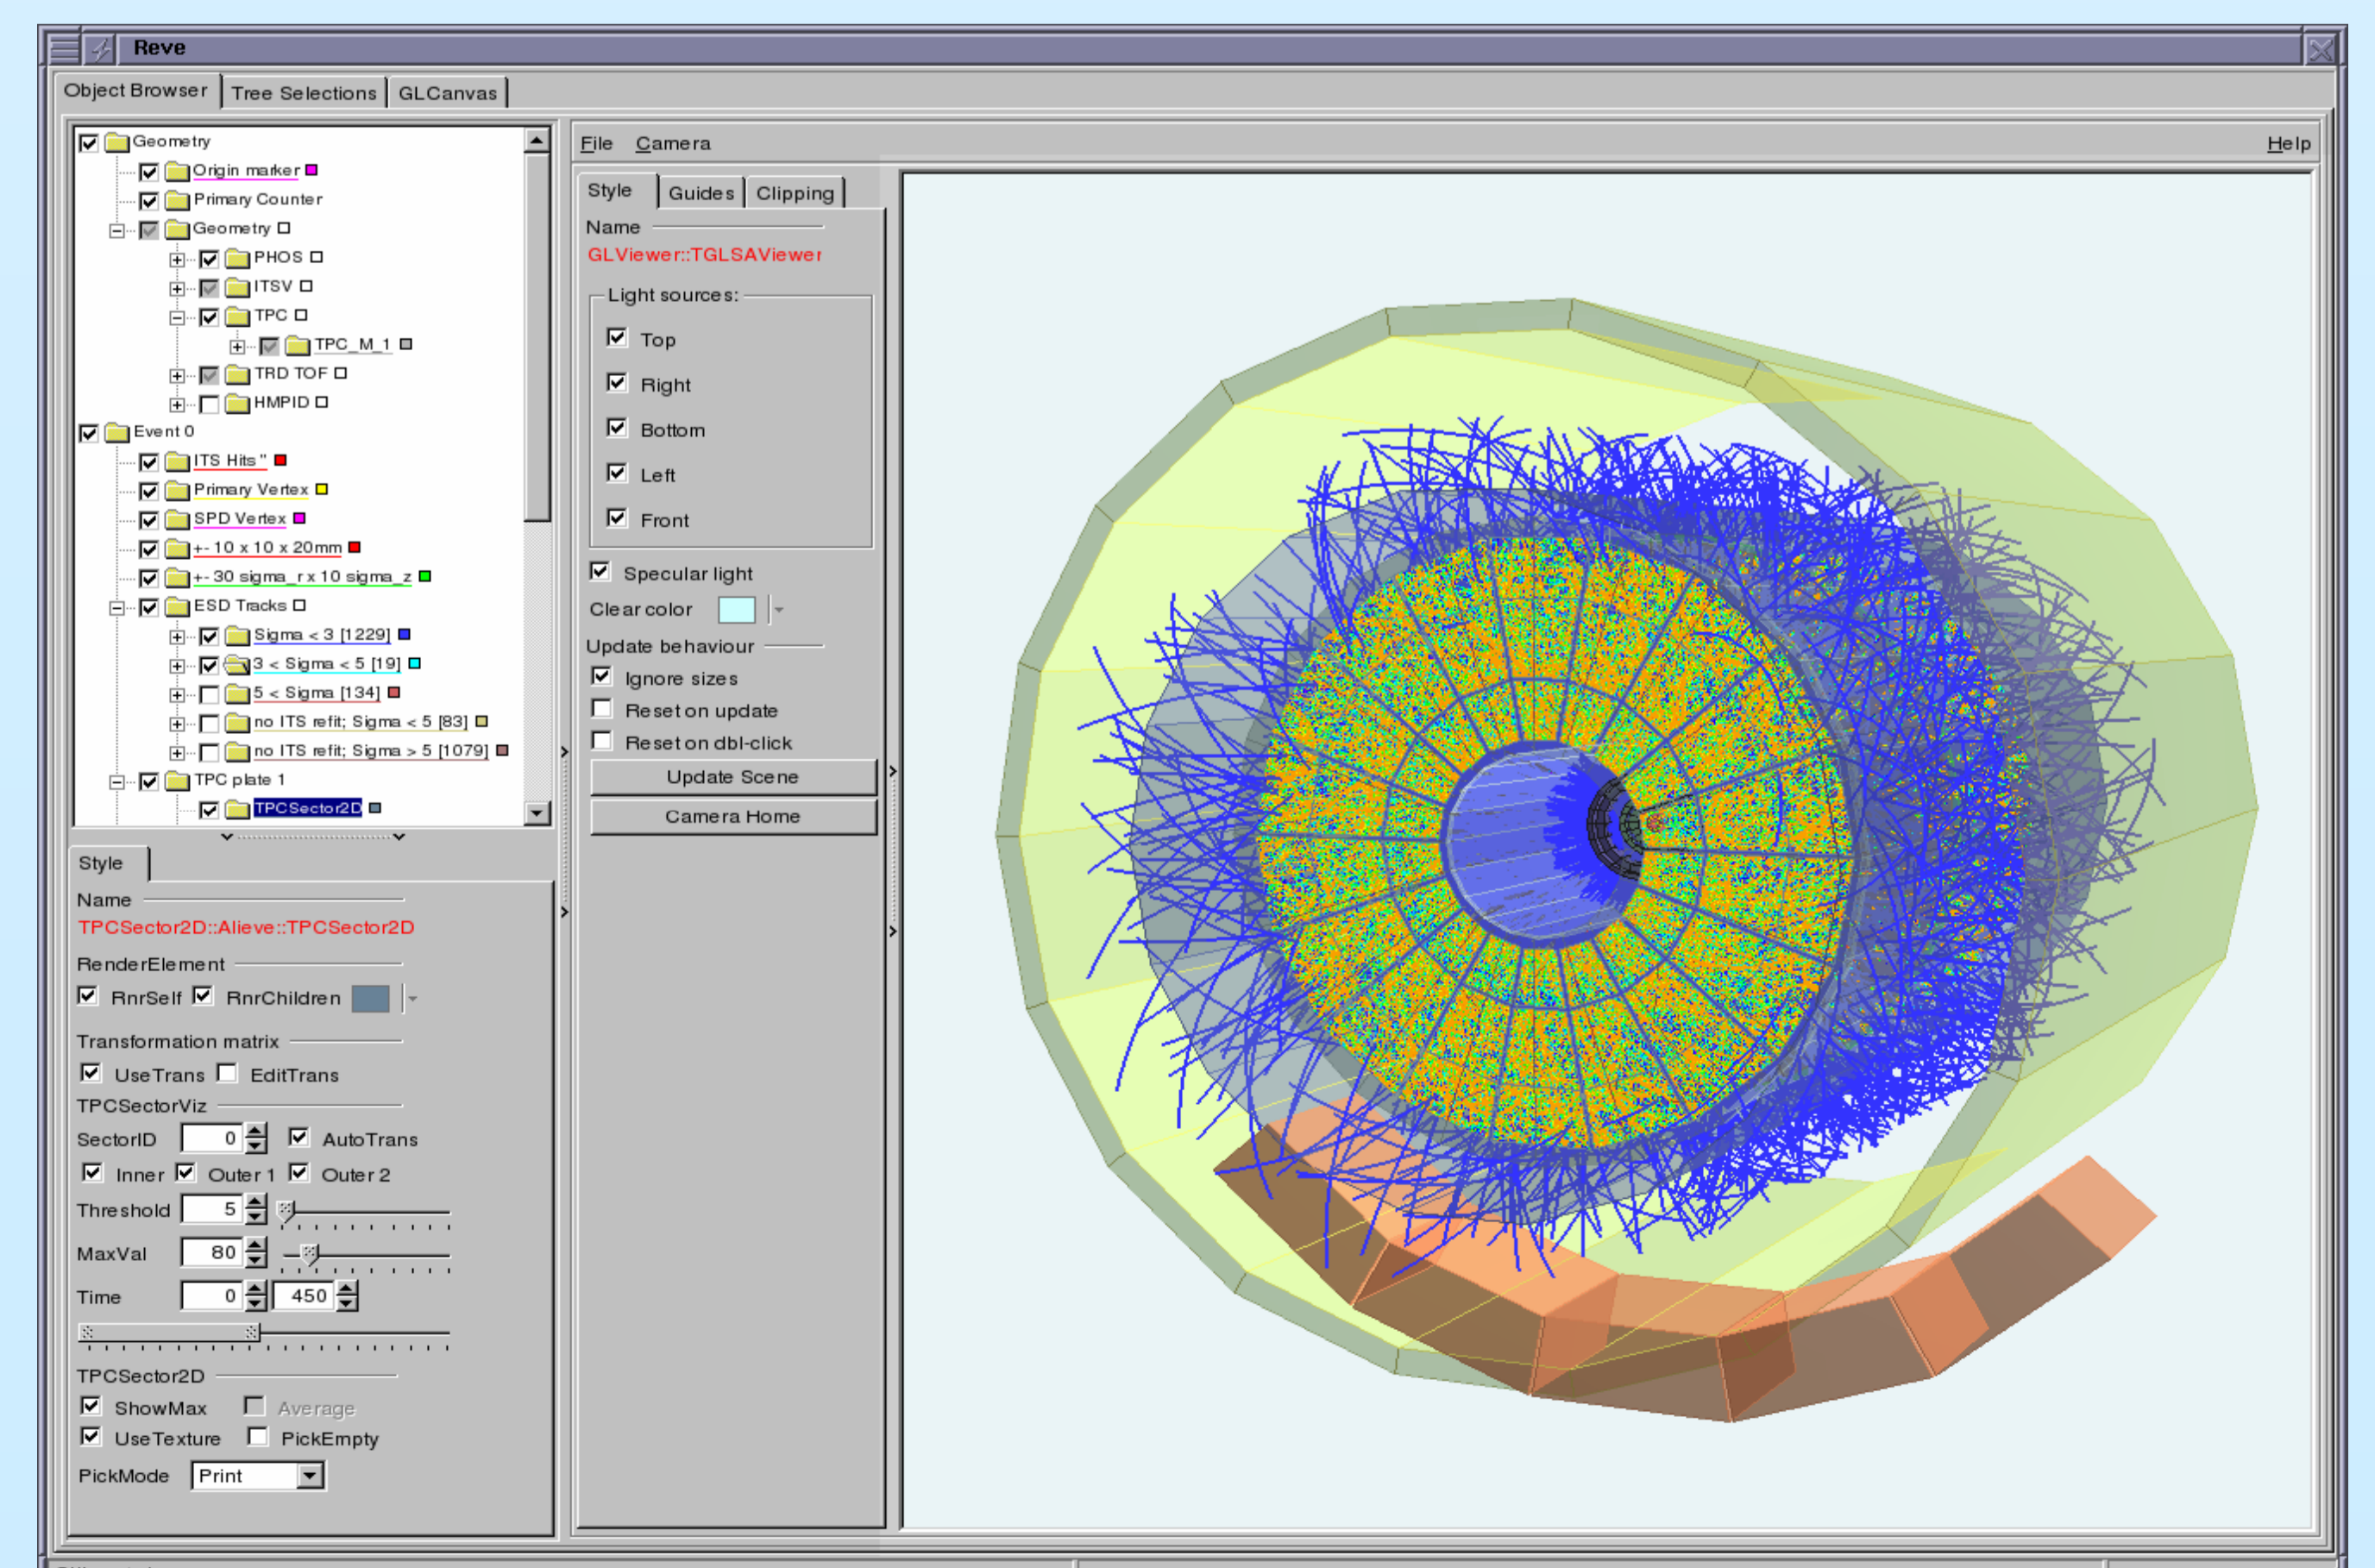 Reve
Object Browser Tree Selections GLCanvas
Geometry
Origin marker
Primary Counter
Geometry
PHOS
ITSV
TPC
TPC_M_1
TRD TOF
HMPID
Event 0
ITS Hits "
Primary Vertex
SPD Vertex
+- 10 x 10 x 20mm
+- 30 sigma_r x 10 sigma_z
ESD Tracks
Sigma < 3 [1229]
3 < Sigma < 5 [19]
5 < Sigma [134]
no ITS refit; Sigma < 5 [83]
no ITS refit; Sigma > 5 [1079]
TPC plate 1
TPCSector2D
Style
Name
TPCSector2D::Alieve::TPCSector2D
RenderElement
RnrSelf RnrChildren
Transformation matrix
UseTrans EditTrans
TPCSectorViz
SectorID 0 AutoTrans
Inner Outer 1 Outer 2
Threshold 5
MaxVal 80
Time 0 450
TPCSector2D
ShowMax Average
UseTexture PickEmpty
PickMode Print
File Camera Help
Style Guides Clipping
Name
GLViewer::TGLSAViewer
Light sources:
Top
Right
Bottom
Left
Front
Specular light
Clear color
Update behaviour
Ignore sizes
Reset on update
Reset on dbl-click
Update Scene
Camera Home